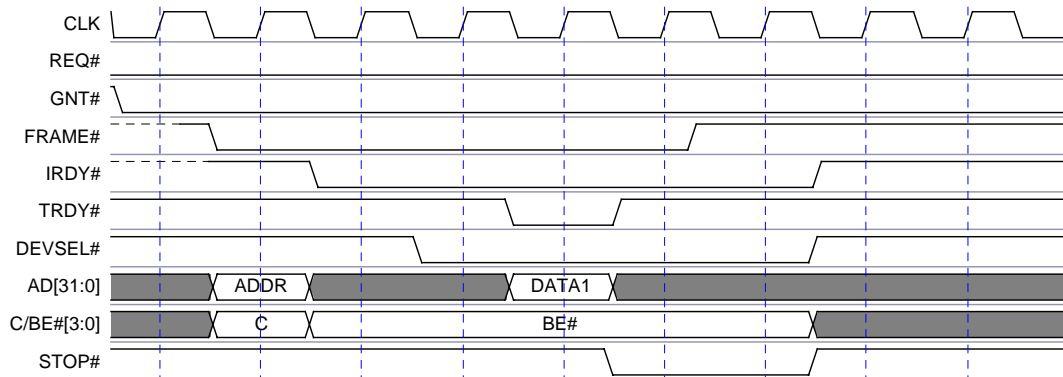 CLK
REQ#
GNT#
FRAME#
IRDY#
TRDY#
DEVSEL#
AD[31:0] ADDR DATA1
C/BE#[3:0] C BE#
STOP#